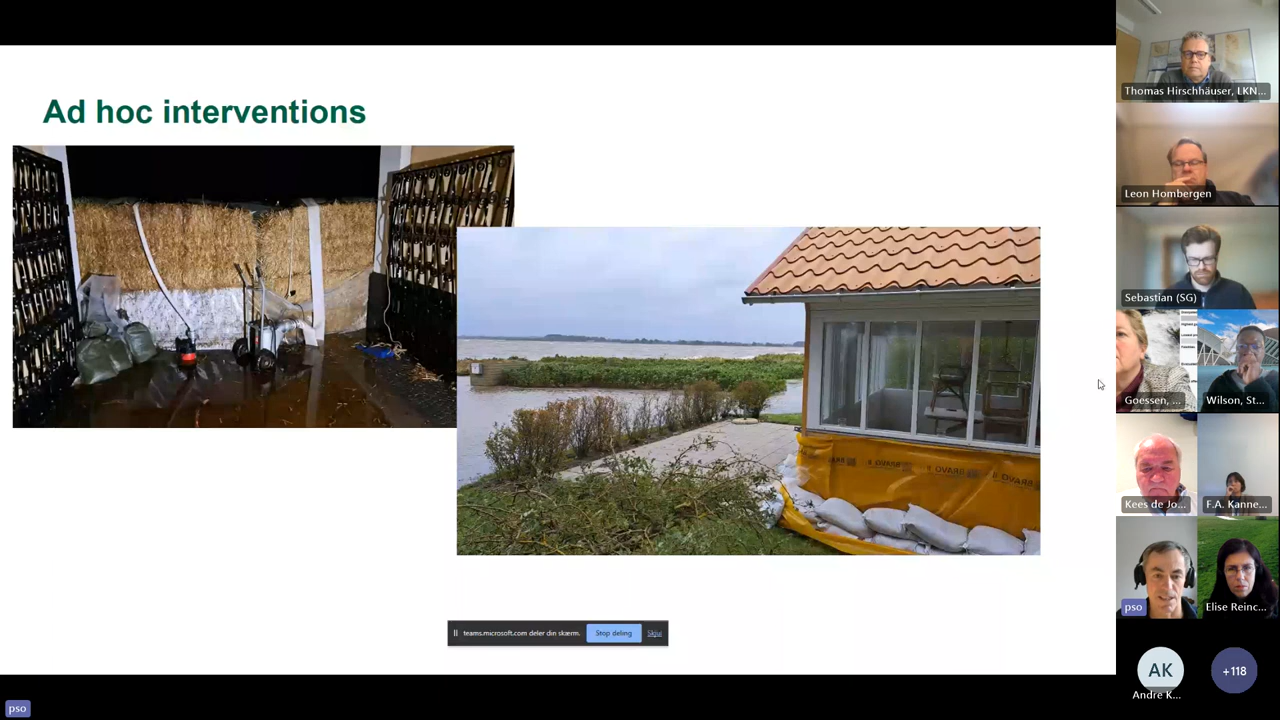 Ad hoc interventions
BRAVO
teams.microsoft.com deler din skærm.
Stop deling
Skjul
pso
Thomas Hirschhäuser, LKN...
Leon Hombergen
Sebastian (SG)
Goessen, ...
Wilson, St...
Kees de Jo...
F.A. Kanne...
pso
Elise Reinc...
AK
Andre K...
+118